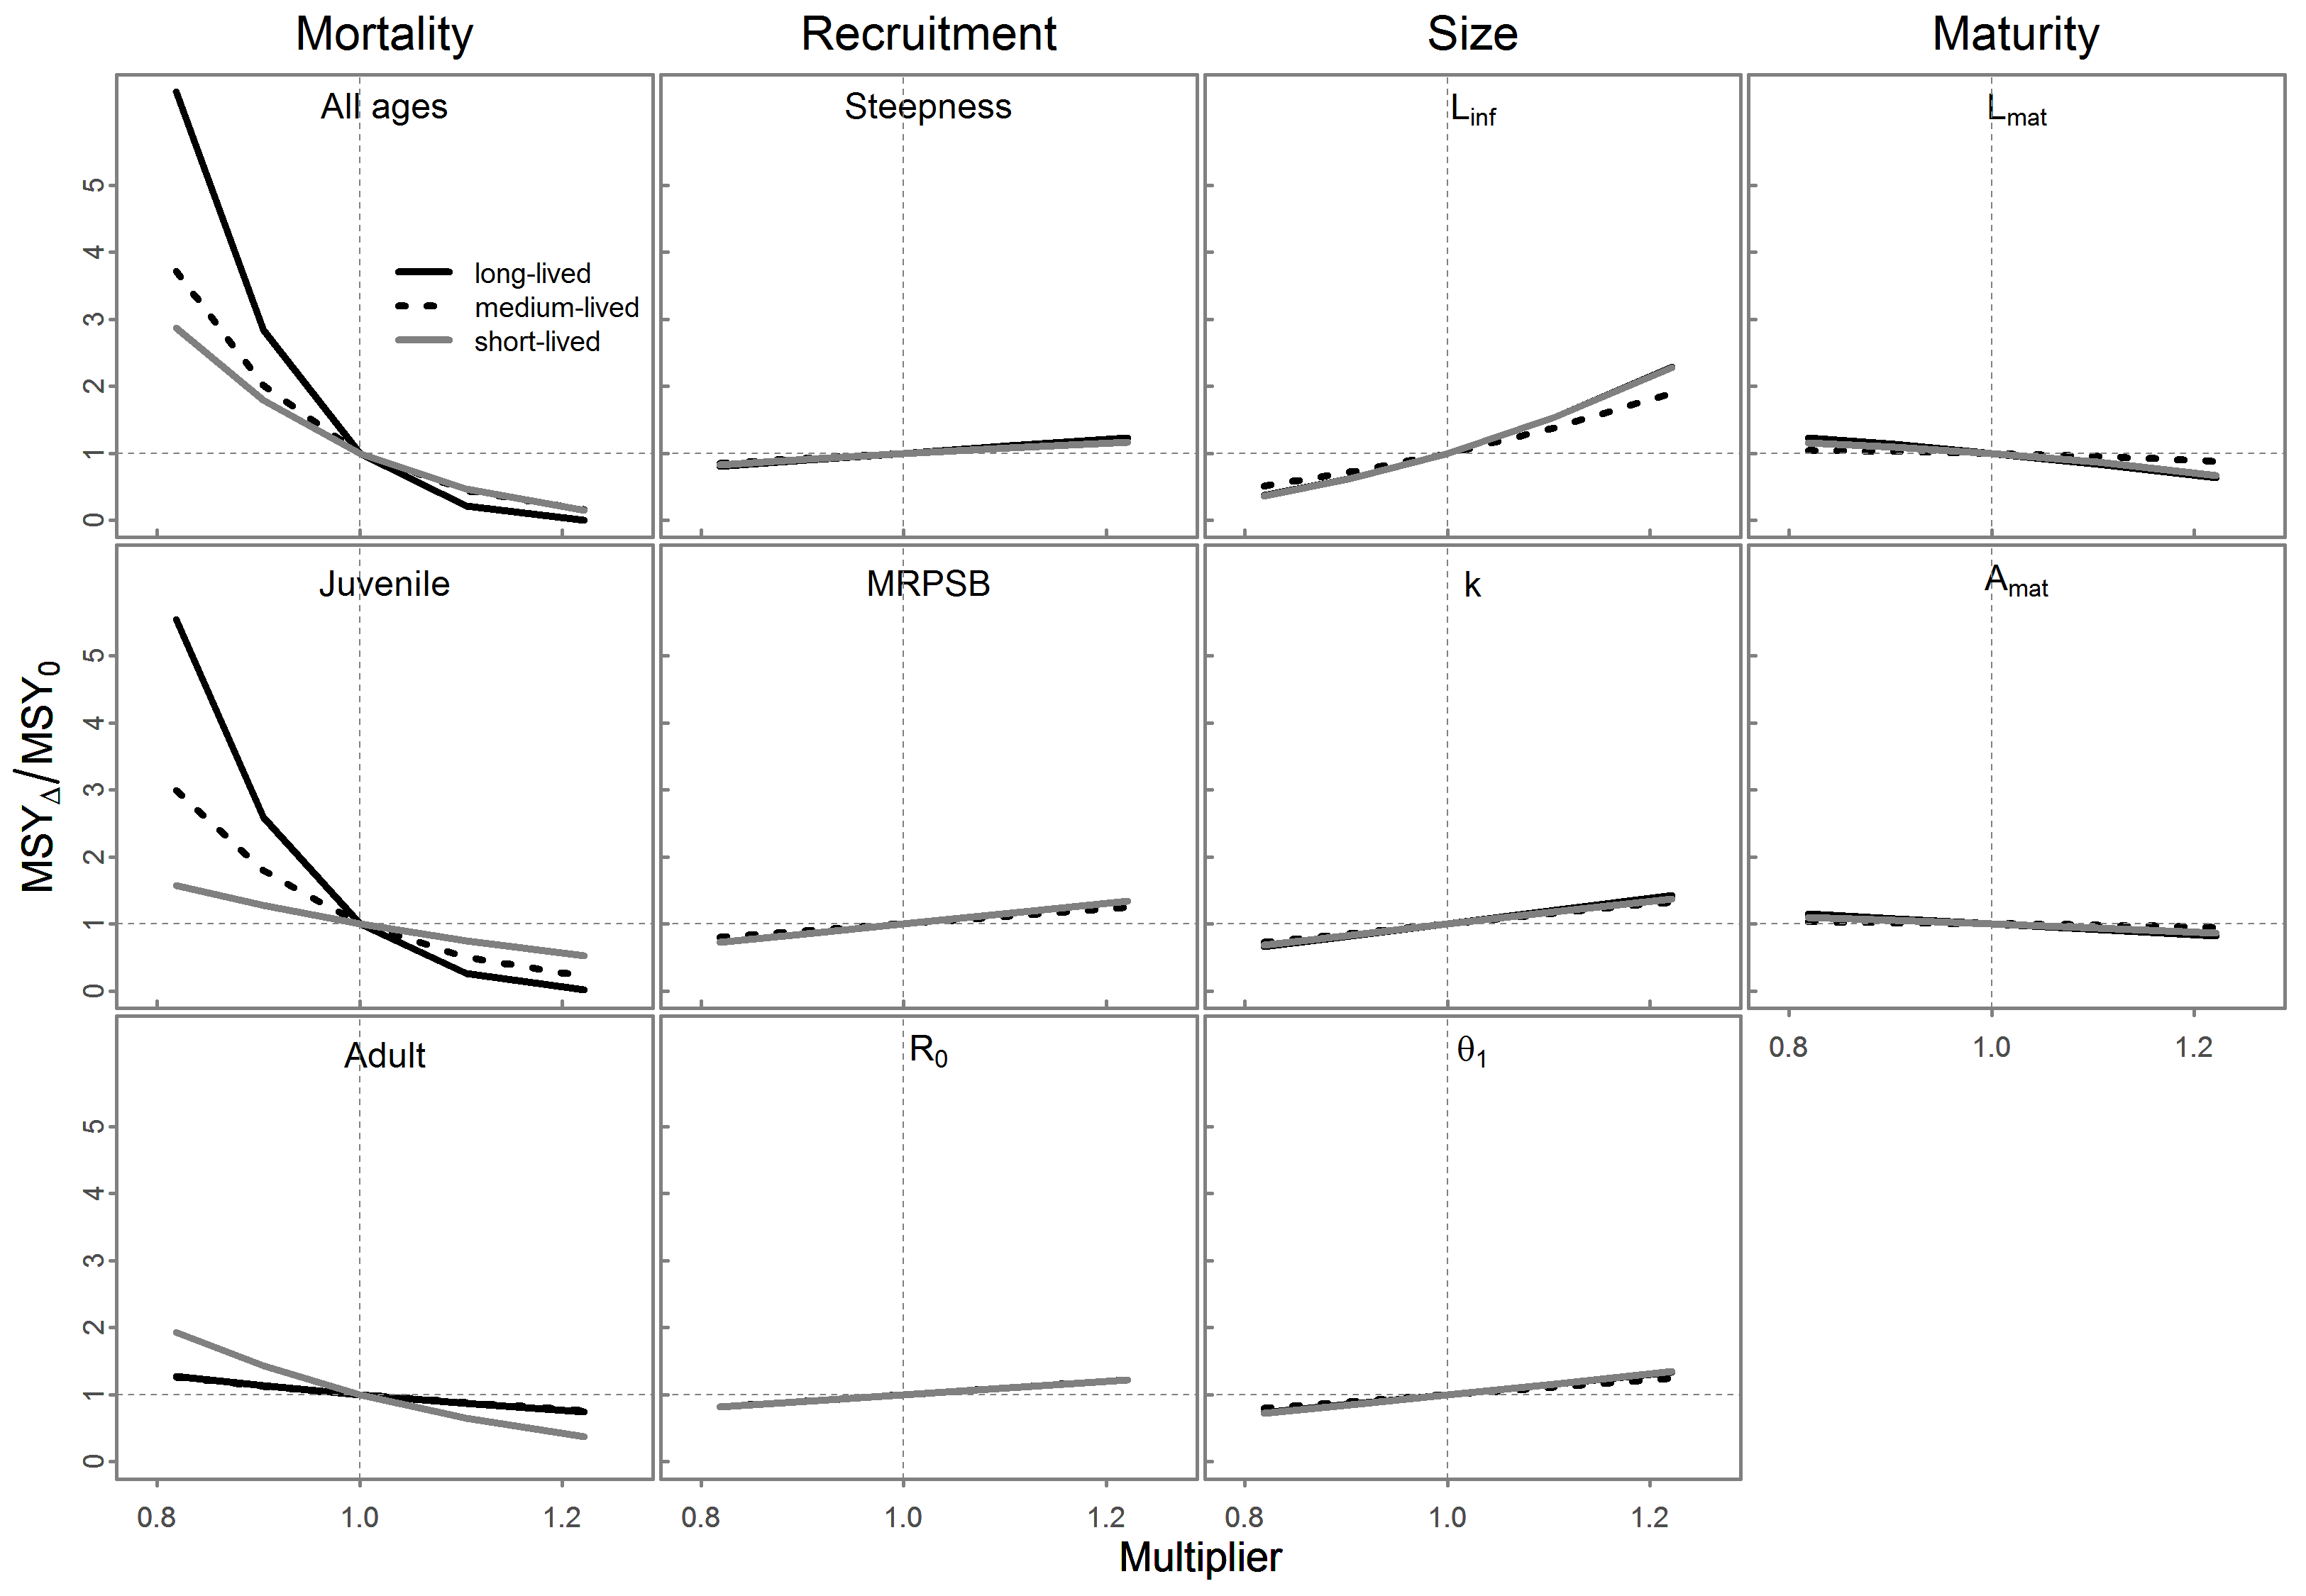 Mortality Recruitment Size Maturity
All ages Steepness Linf Lmat
5
4
3
2
1
0
long-lived
medium-lived
short-lived
Juvenile MRPSB k Amat
5
4
3
2
1
0
MSYΔ/MSY0
Adult R0 θ1
0.8 1.0 1.2
5
4
3
2
1
0
0.8 1.0 1.2 0.8 1.0 1.2 0.8 1.0 1.2
Multiplier